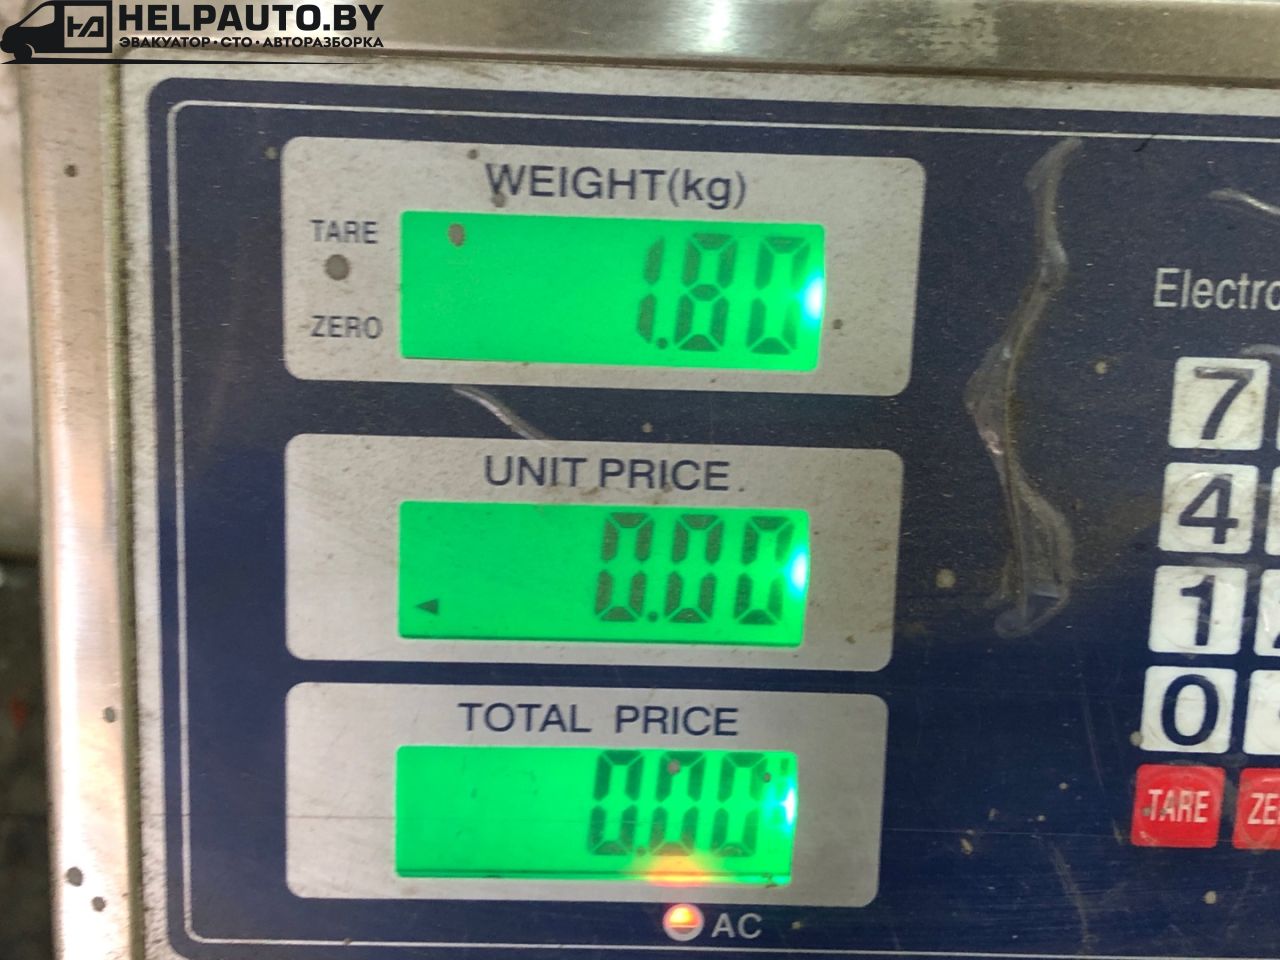 HELPAUTO.BY
ЭВАКУАТОР·СТО·АВТОРАЗБОРКА
WEIGHT(kg)
TARE
1.80
ZERO
Electro
7
UNIT PRICE
4
0.00
1
0
TOTAL PRICE
0.00
TARE
ZE
AC